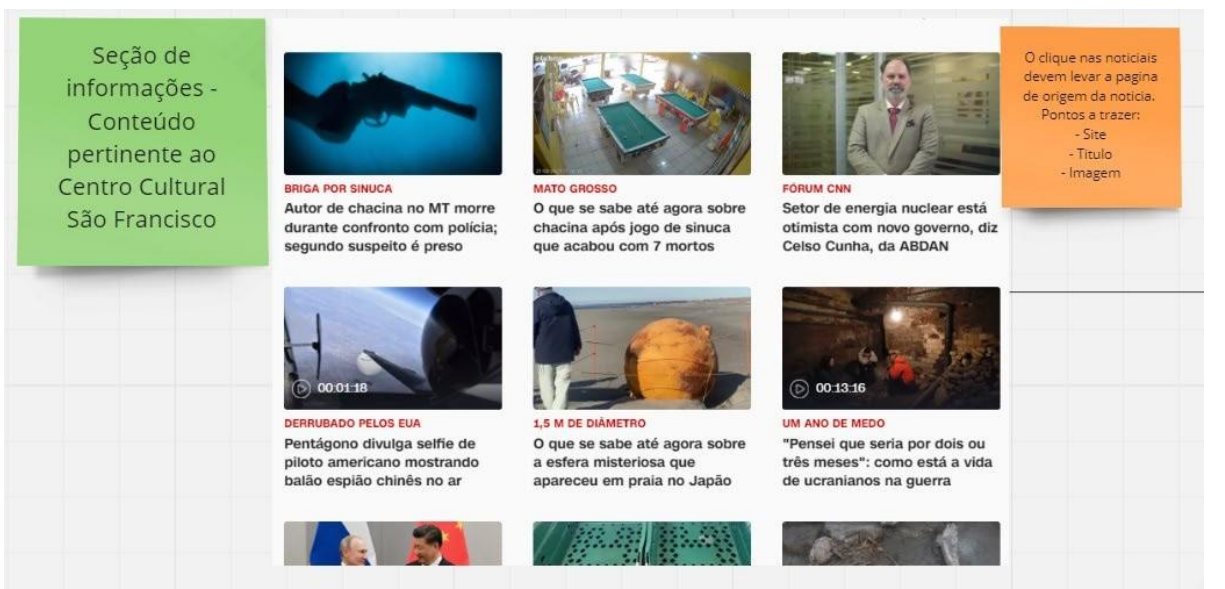 Seção de
informações -
Conteúdo
pertinente ao
Centro Cultural
São Francisco
BRIGA POR SINUCA
Autor de chacina no MT morre
durante confronto com polícia;
segundo suspeito é preso
MATO GROSSO
O que se sabe até agora sobre
chacina após jogo de sinuca
que acabou com 7 mortos
FÓRUM CNN
Setor de energia nuclear está
otimista com novo governo, diz
Celso Cunha, da ABDAN
00:01:18
DERRUBADO PELOS EUA
Pentágono divulga selfie de
piloto americano mostrando
balão espião chinês no ar
1,5 M DE DIÂMETRO
O que se sabe até agora sobre
a esfera misteriosa que
apareceu em praia no Japão
00:13:16
UM ANO DE MEDO
"Pensei que seria por dois ou
três meses": como está a vida
de ucranianos na guerra
O clique nas noticiais
devem levar a pagina
de origem da noticia.
Pontos a trazer:
- Site
- Titulo
- Imagem